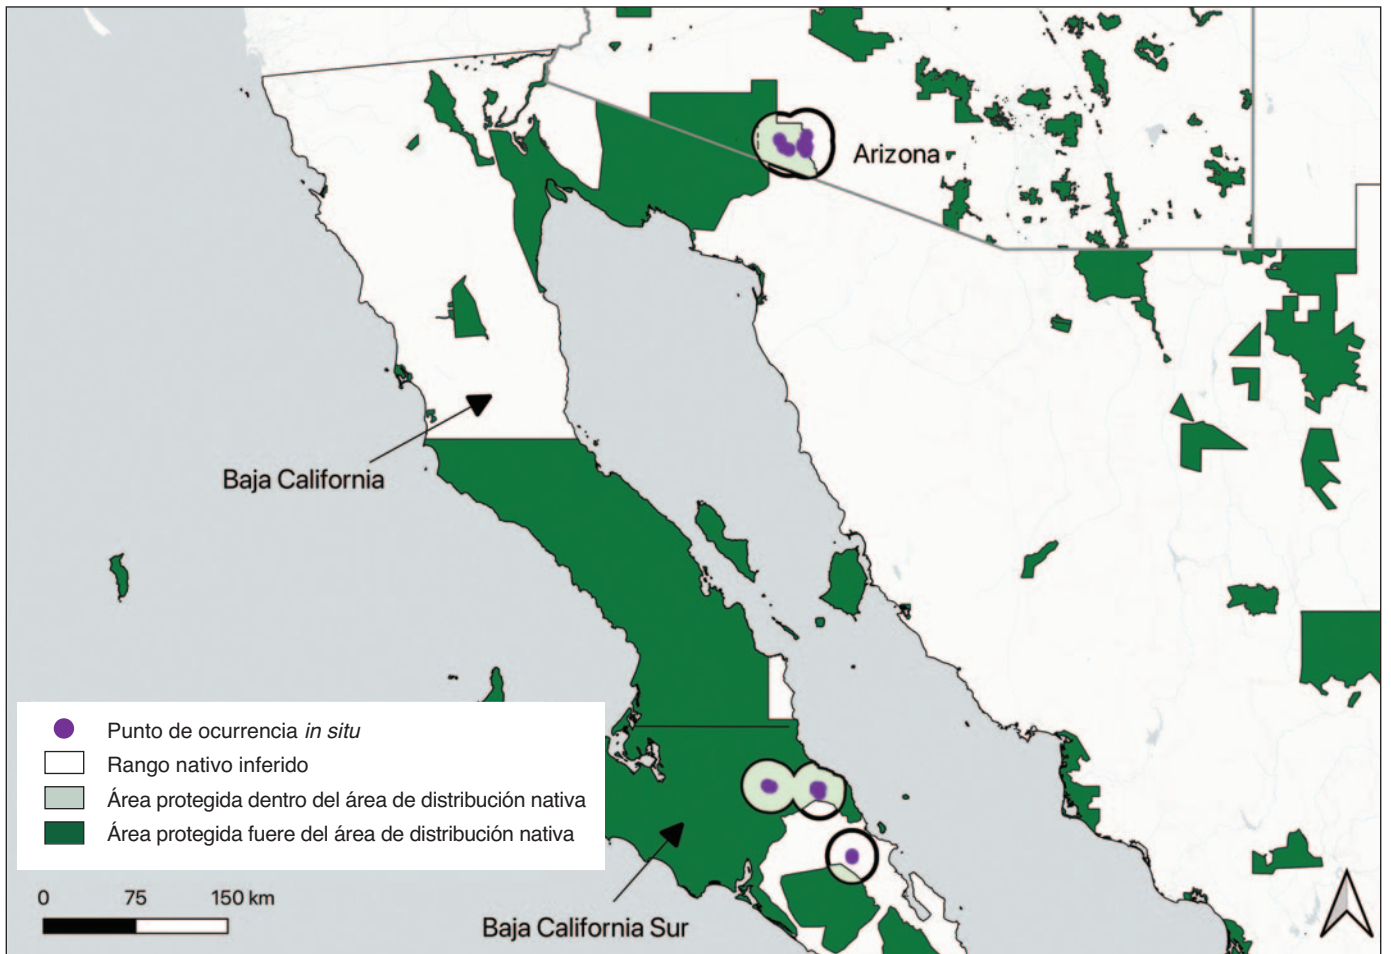 Arizona
Baja California
Punto de ocurrencia in situ
Rango nativo inferido
Área protegida dentro del área de distribución nativa
Área protegida fuere del área de distribución nativa
0 75 150 km
Baja California Sur